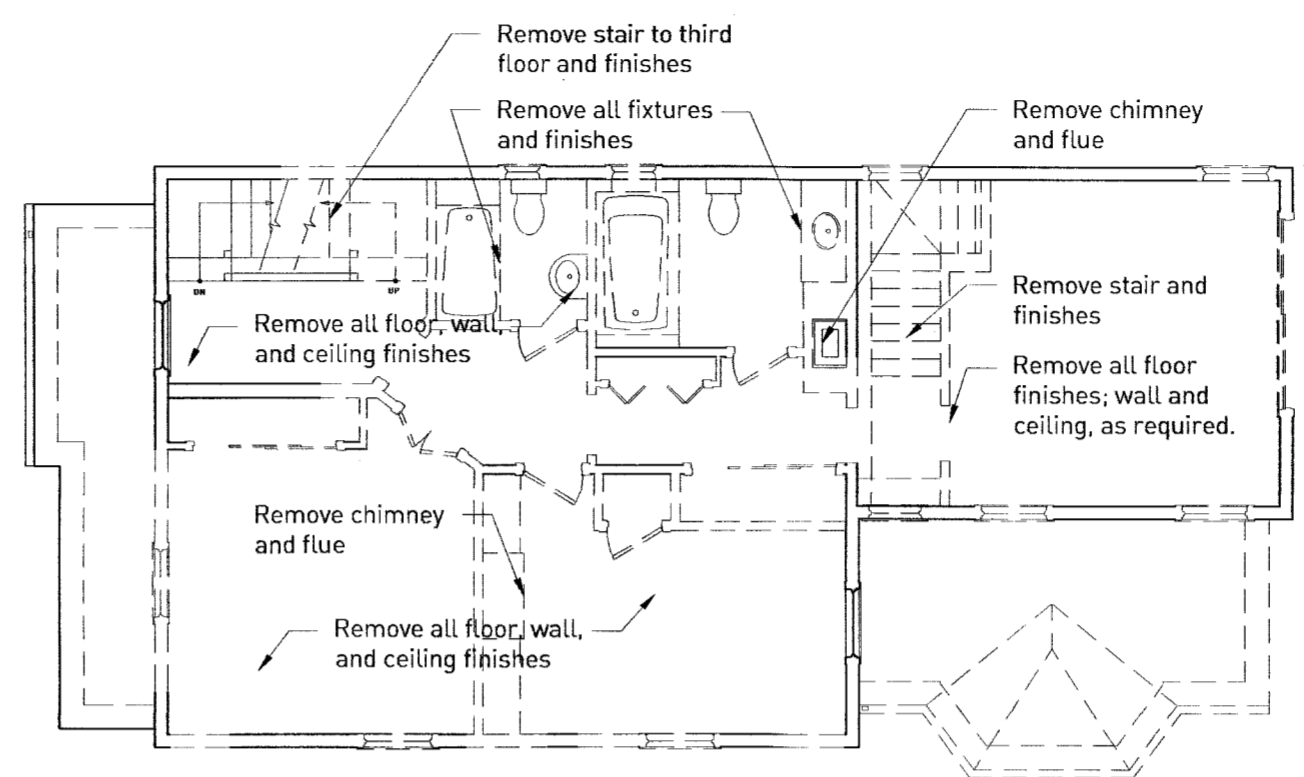 Remove stair to third
floor and finishes
Remove all fixtures
and finishes
Remove chimney
and flue
DN
UP
Remove stair and
finishes
Remove all floor, wall,
and ceiling finishes
Remove all floor
finishes; wall and
ceiling, as required.
Remove chimney
and flue
Remove all floor, wall,
and ceiling finishes